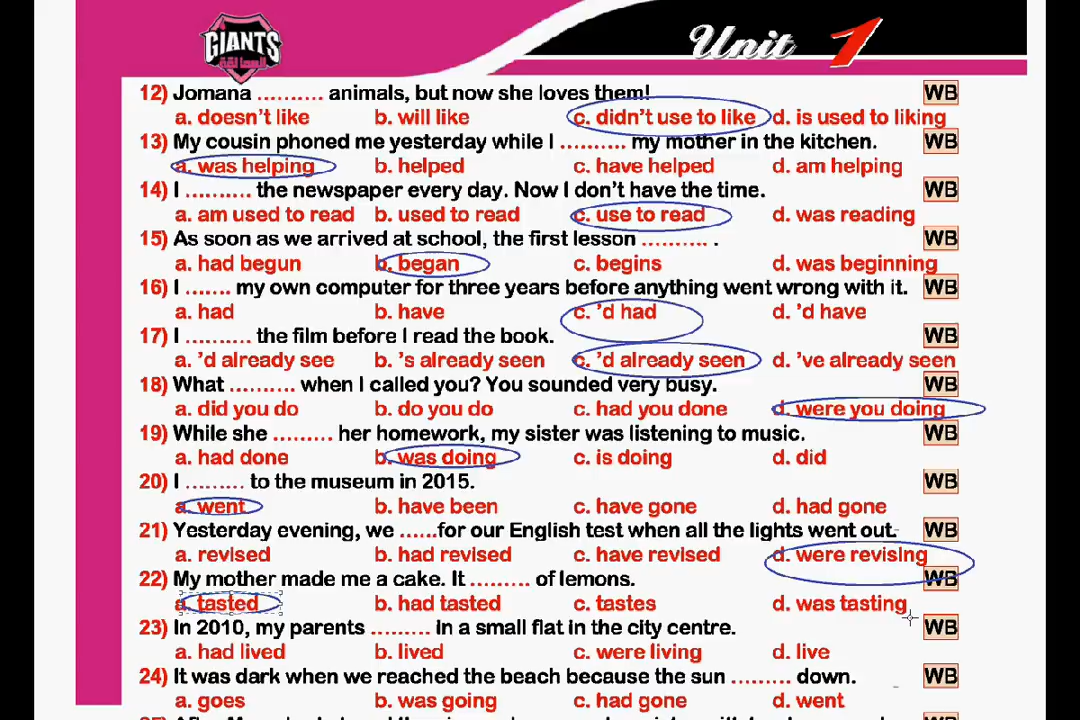 GIANTS
العمالقة
Unit 1
12) Jomana .......... animals, but now she loves them! WB
a. doesn't like b. will like c. didn't use to like d. is used to liking
13) My cousin phoned me yesterday while I .......... my mother in the kitchen. WB
a. was helping b. helped c. have helped d. am helping
14) I .......... the newspaper every day. Now I don't have the time. WB
a. am used to read b. used to read c. use to read d. was reading
15) As soon as we arrived at school, the first lesson .......... . WB
a. had begun b. began c. begins d. was beginning
16) I ....... my own computer for three years before anything went wrong with it. WB
a. had b. have c. 'd had d. 'd have
17) I .......... the film before I read the book. WB
a. 'd already see b. 's already seen c. 'd already seen d. 've already seen
18) What .......... when I called you? You sounded very busy. WB
a. did you do b. do you do c. had you done d. were you doing
19) While she ......... her homework, my sister was listening to music. WB
a. had done b. was doing c. is doing d. did
20) I ......... to the museum in 2015. WB
a. went b. have been c. have gone d. had gone
21) Yesterday evening, we ......for our English test when all the lights went out. WB
a. revised b. had revised c. have revised d. were revising
22) My mother made me a cake. It ......... of lemons. WB
a. tasted b. had tasted c. tastes d. was tasting
23) In 2010, my parents ......... in a small flat in the city centre. WB
a. had lived b. lived c. were living d. live
24) It was dark when we reached the beach because the sun ......... down. WB
a. goes b. was going c. had gone d. went